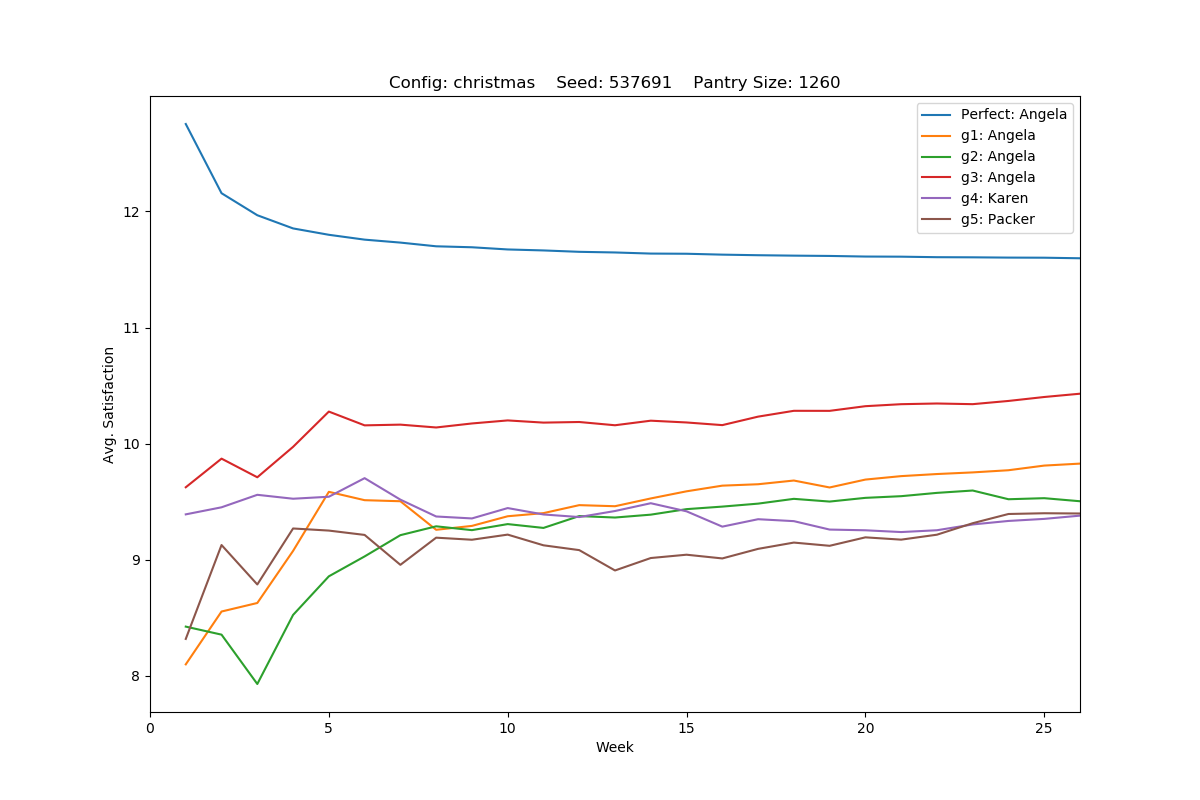 Config: christmas    Seed: 537691    Pantry Size: 1260
Perfect: Angela
g1: Angela
g2: Angela
g3: Angela
g4: Karen
g5: Packer
Avg. Satisfaction
12
11
10
9
8
0 5 10 15 20 25
Week